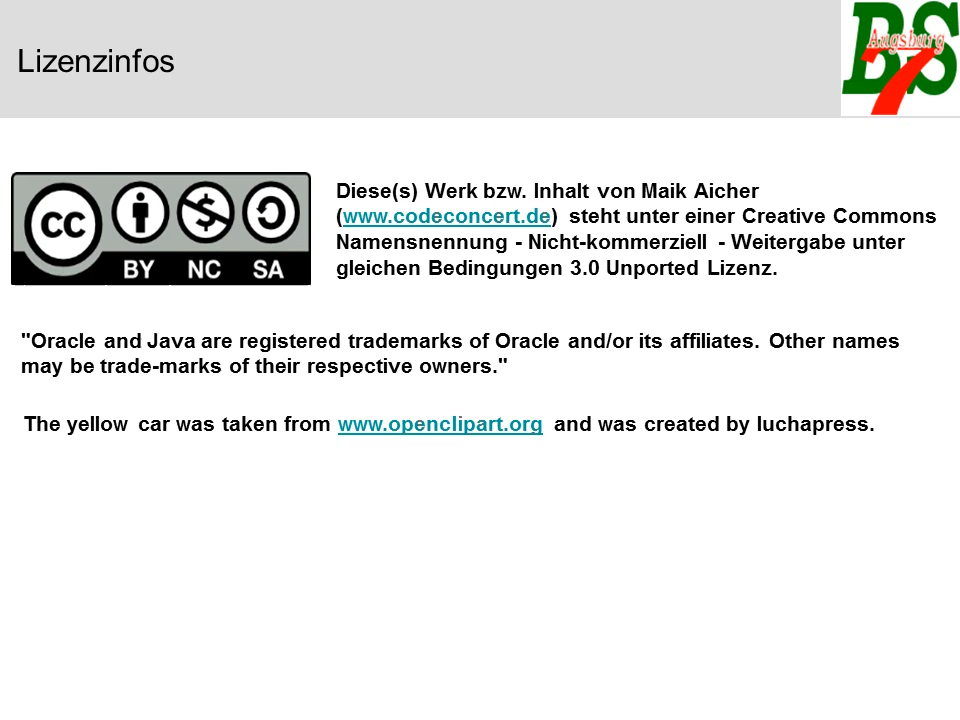 Lizenzinfos
BS
Augsburg
7
Diese(s) Werk bzw. Inhalt von Maik Aicher
(www.codeconcert.de) steht unter einer Creative Commons
Namensnennung - Nicht-kommerziell - Weitergabe unter
gleichen Bedingungen 3.0 Unported Lizenz.
cc
BY NC SA
"Oracle and Java are registered trademarks of Oracle and/or its affiliates. Other names
may be trade-marks of their respective owners."
The yellow car was taken from www.openclipart.org and was created by luchapress.